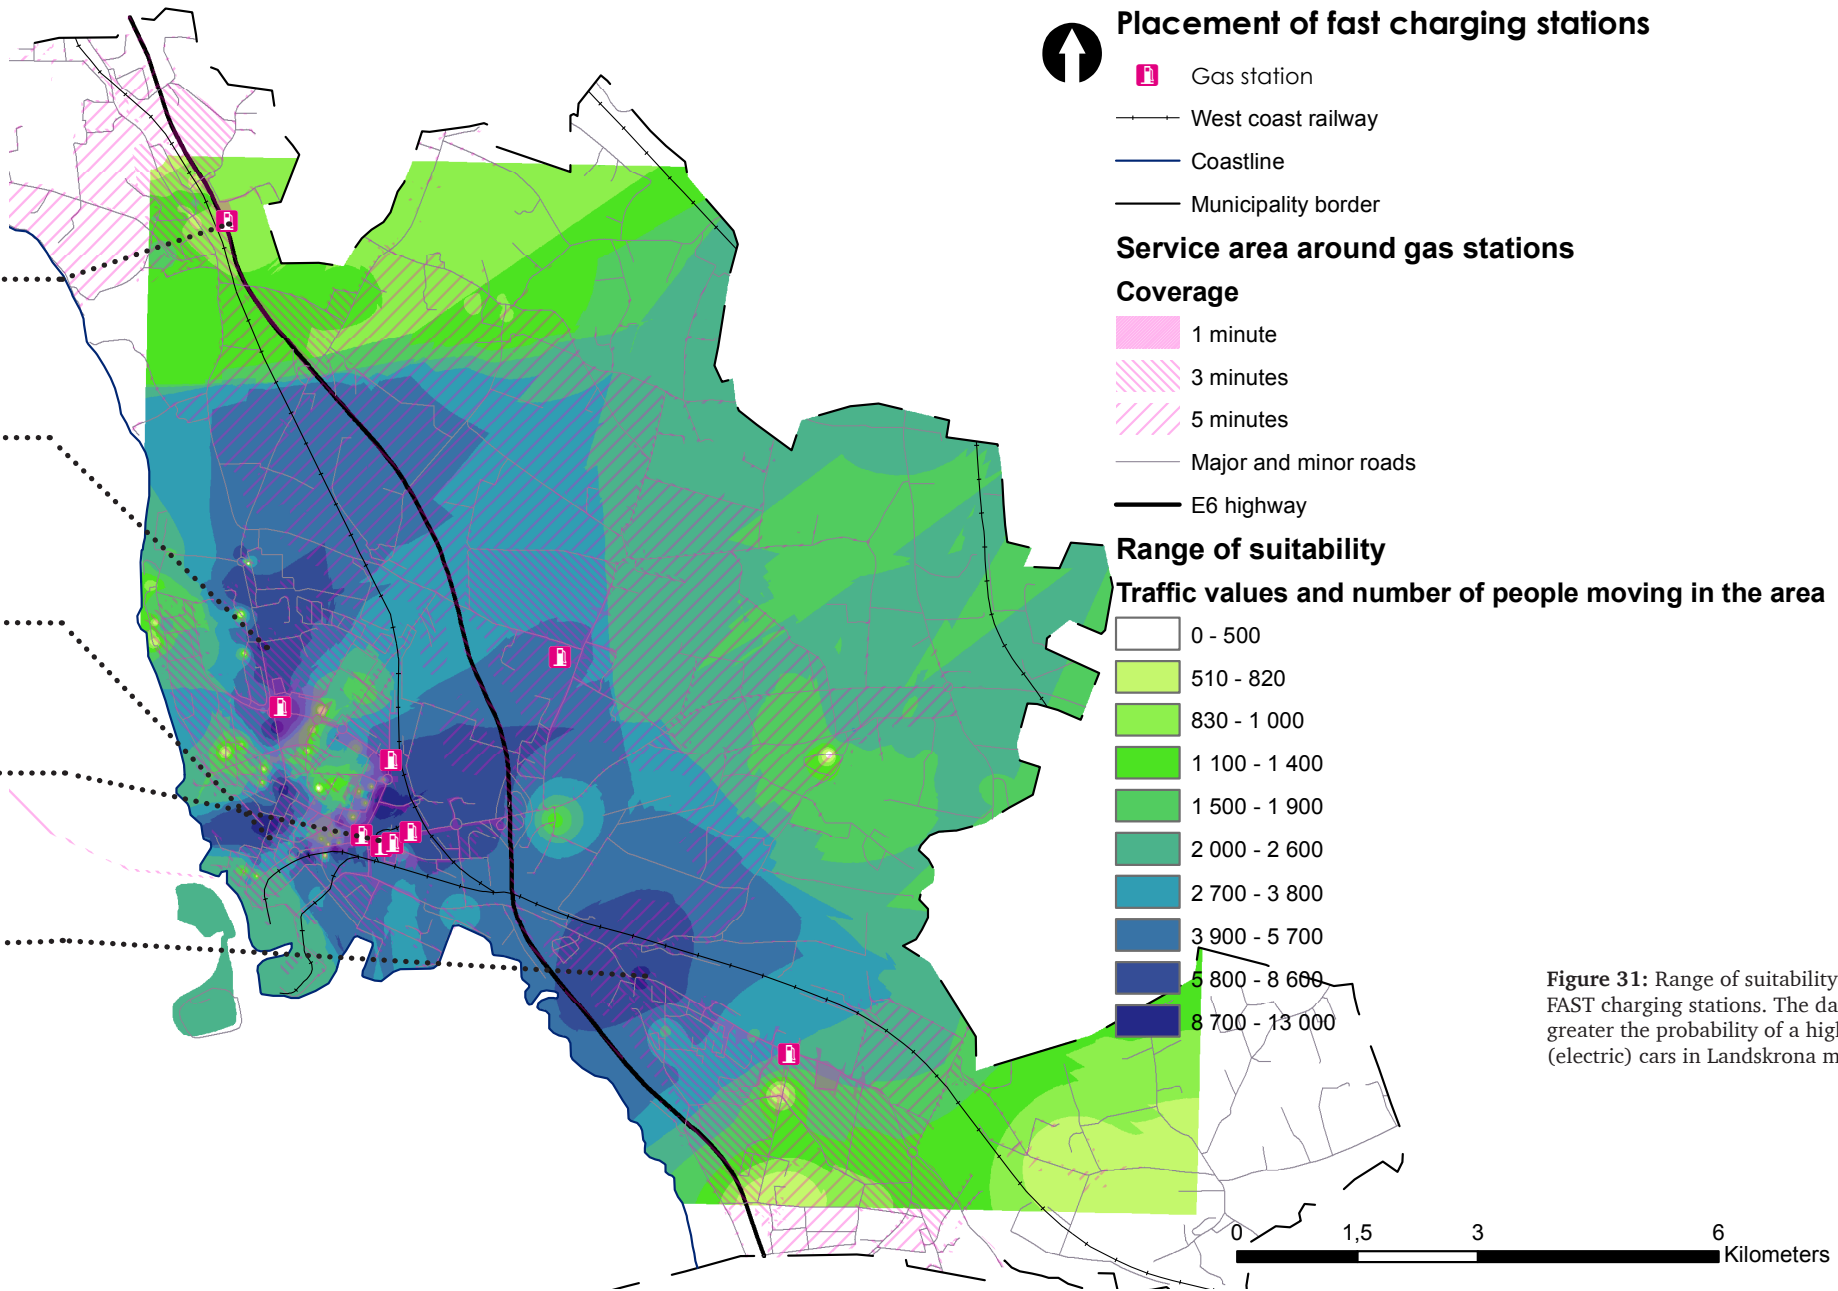 Placement of fast charging stations
Gas station
West coast railway
Coastline
Municipality border
Service area around gas stations
Coverage
1 minute
3 minutes
5 minutes
Major and minor roads
E6 highway
Range of suitability
Traffic values and number of people moving in the area
0 - 500
510 - 820
830 - 1 000
1 100 - 1 400
1 500 - 1 900
2 000 - 2 600
2 700 - 3 800
3 900 - 5 700
5 800 - 8 600
8 700 - 13 000
Figure 31: Range of suitability
FAST charging stations. The da
greater the probability of a high
(electric) cars in Landskrona m
0 1,5 3 6
Kilometers